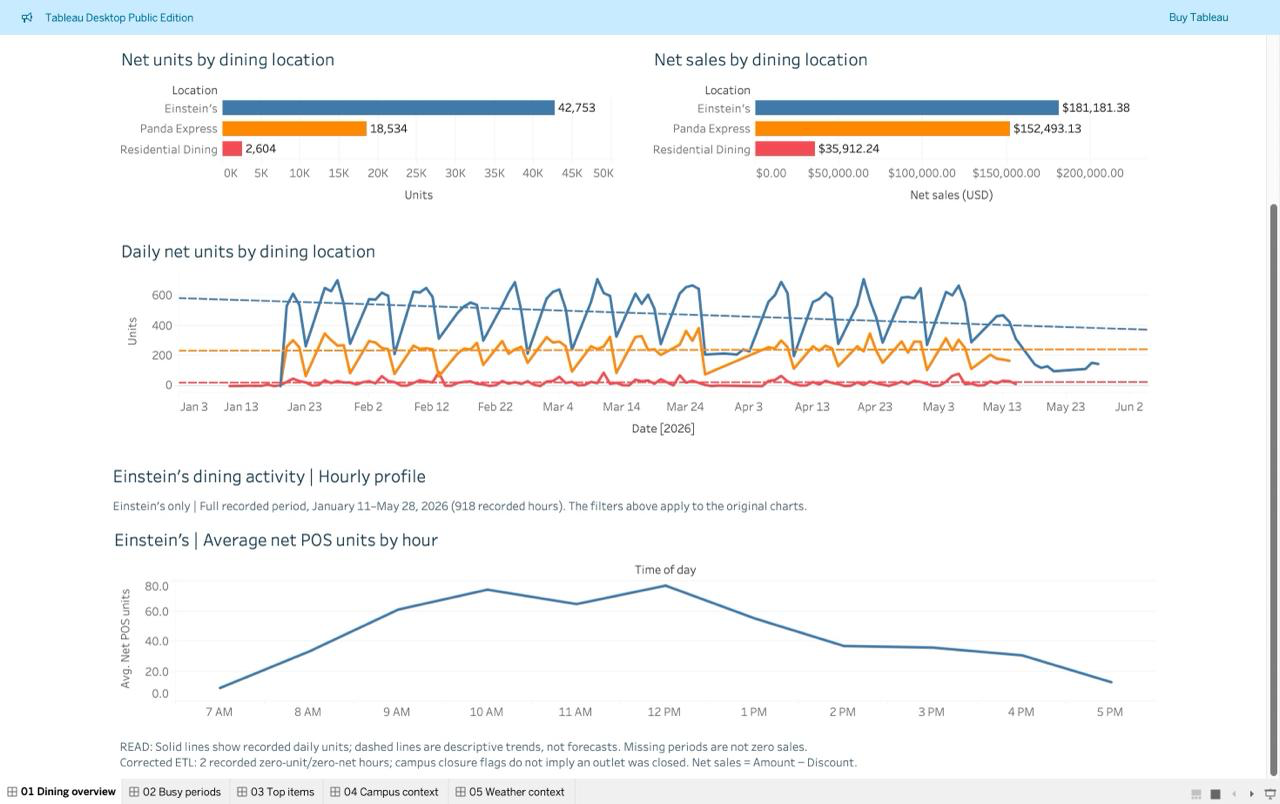 Tableau Desktop Public Edition
Buy Tableau
Net units by dining location
Location
Einstein's 42,753
Panda Express 18,534
Residential Dining 2,604
0K 5K 10K 15K 20K 25K 30K 35K 40K 45K 50K
Units
Net sales by dining location
Location
Einstein's $181,181.38
Panda Express $152,493.13
Residential Dining $35,912.24
$0.00 $50,000.00 $100,000.00 $150,000.00 $200,000.00
Net sales (USD)
Daily net units by dining location
Units
600
400
200
0
Jan 3 Jan 13 Jan 23 Feb 2 Feb 12 Feb 22 Mar 4 Mar 14 Mar 24 Apr 3 Apr 13 Apr 23 May 3 May 13 May 23 Jun 2
Date [2026]
Einstein's dining activity | Hourly profile
Einstein's only | Full recorded period, January 11–May 28, 2026 (918 recorded hours). The filters above apply to the original charts.
Einstein's | Average net POS units by hour
Time of day
Avg. Net POS units
80.0
60.0
40.0
20.0
0.0
7 AM 8 AM 9 AM 10 AM 11 AM 12 PM 1 PM 2 PM 3 PM 4 PM 5 PM
READ: Solid lines show recorded daily units; dashed lines are descriptive trends, not forecasts. Missing periods are not zero sales.
Corrected ETL: 2 recorded zero-unit/zero-net hours; campus closure flags do not imply an outlet was closed. Net sales = Amount − Discount.
01 Dining overview 02 Busy periods 03 Top items 04 Campus context 05 Weather context